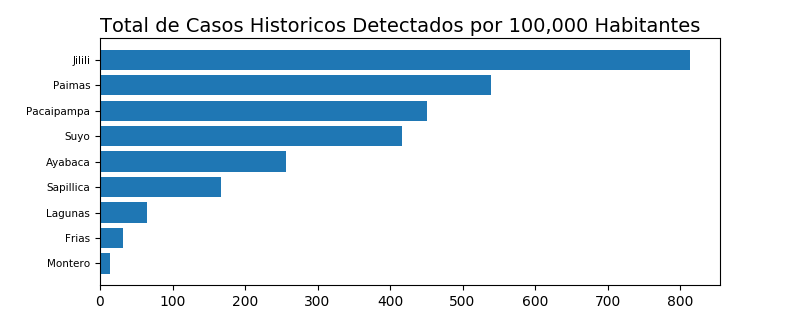 Total de Casos Historicos Detectados por 100,000 Habitantes
Jilili
Paimas
Pacaipampa
Suyo
Ayabaca
Sapillica
Lagunas
Frias
Montero
0 100 200 300 400 500 600 700 800